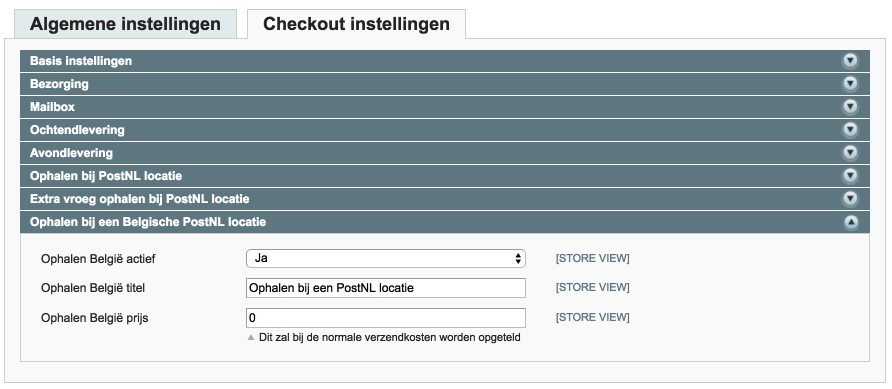 Algemene instellingen Checkout instellingen
Basis instellingen
Bezorging
Mailbox
Ochtendlevering
Avondlevering
Ophalen bij PostNL locatie
Extra vroeg ophalen bij PostNL locatie
Ophalen bij een Belgische PostNL locatie
Ophalen België actief Ja [STORE VIEW]
Ophalen België titel Ophalen bij een PostNL locatie [STORE VIEW]
Ophalen België prijs 0 [STORE VIEW]
Dit zal bij de normale verzendkosten worden opgeteld